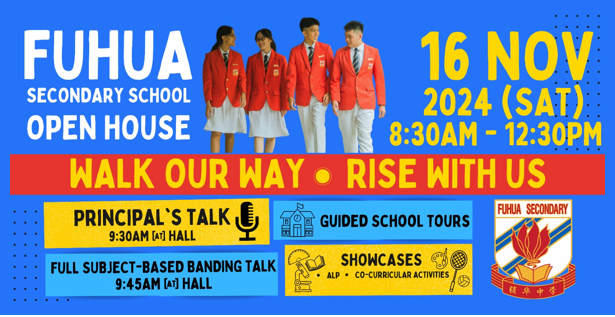 FUHUA
SECONDARY SCHOOL
OPEN HOUSE
16 NOV
2024 (SAT)
8:30AM - 12:30PM
WALK OUR WAY • RISE WITH US
PRINCIPAL'S TALK
9:30AM [AT] HALL
GUIDED SCHOOL TOURS
FULL SUBJECT-BASED BANDING TALK
9:45AM [AT] HALL
SHOWCASES
• ALP • CO-CURRICULAR ACTIVITIES
FUHUA SECONDARY
中学